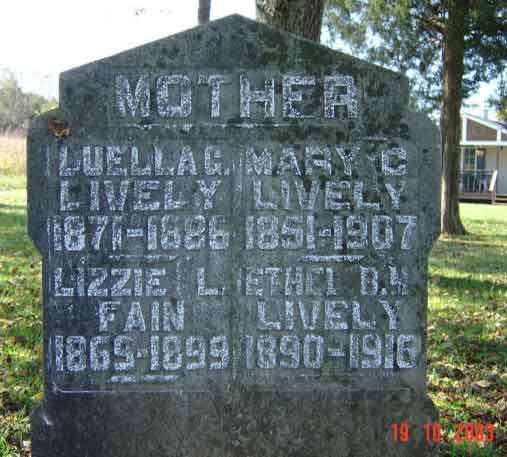 MOTHER
LUELLA G.
LIVELY
1871-1886
MARY C
LIVELY
1851-1907
LIZZIE L.
FAIN
1869-1899
ETHEL B.M
LIVELY
1890-1910
19 10 2003